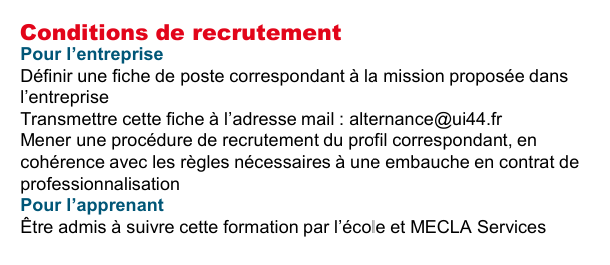 Conditions de recrutement
Pour l’entreprise
Définir une fiche de poste correspondant à la mission proposée dans
l’entreprise
Transmettre cette fiche à l’adresse mail : alternance@ui44.fr
Mener une procédure de recrutement du profil correspondant, en
cohérence avec les règles nécessaires à une embauche en contrat de
professionnalisation
Pour l’apprenant
Être admis à suivre cette formation par l’école et MECLA Services